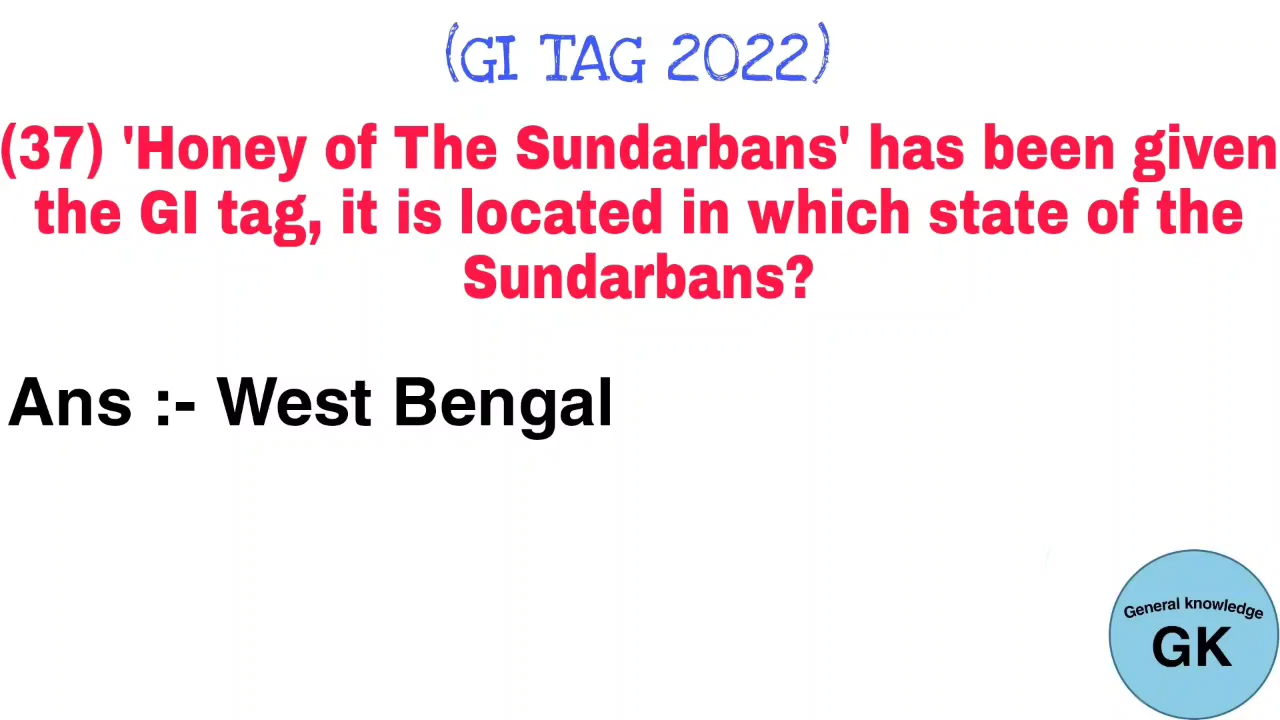 (GI TAG 2022)
(37) 'Honey of The Sundarbans' has been given
the GI tag, it is located in which state of the
Sundarbans?
Ans :- West Bengal
General knowledge
GK